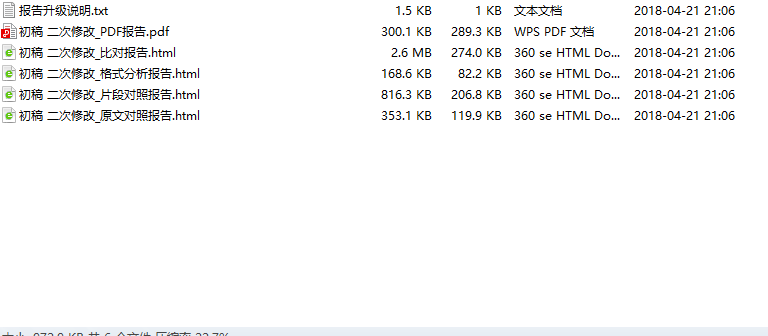 报告升级说明.txt 1.5 KB 1 KB 文本文档 2018-04-21 21:06
初稿 二次修改_PDF报告.pdf 300.1 KB 289.3 KB WPS PDF 文档 2018-04-21 21:06
初稿 二次修改_比对报告.html 2.6 MB 274.0 KB 360 se HTML Do... 2018-04-21 21:06
初稿 二次修改_格式分析报告.html 168.6 KB 82.2 KB 360 se HTML Do... 2018-04-21 21:06
初稿 二次修改_片段对照报告.html 816.3 KB 206.8 KB 360 se HTML Do... 2018-04-21 21:06
初稿 二次修改_原文对照报告.html 353.1 KB 119.9 KB 360 se HTML Do... 2018-04-21 21:06